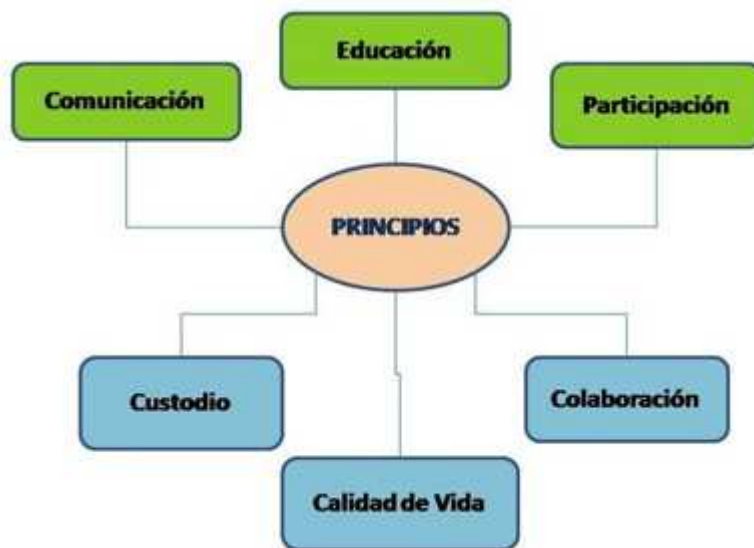 Educación
Comunicación
Participación
PRINCIPIOS
Custodio
Colaboración
Calidad de Vida